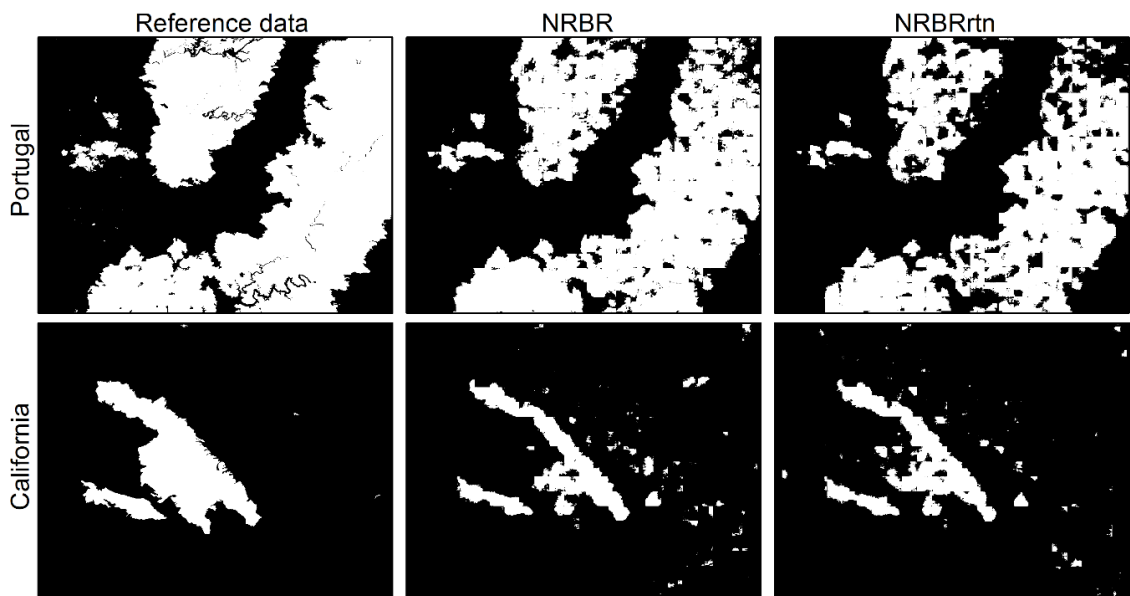 Reference data
NRBR
NRBRrtn
Portugal
California